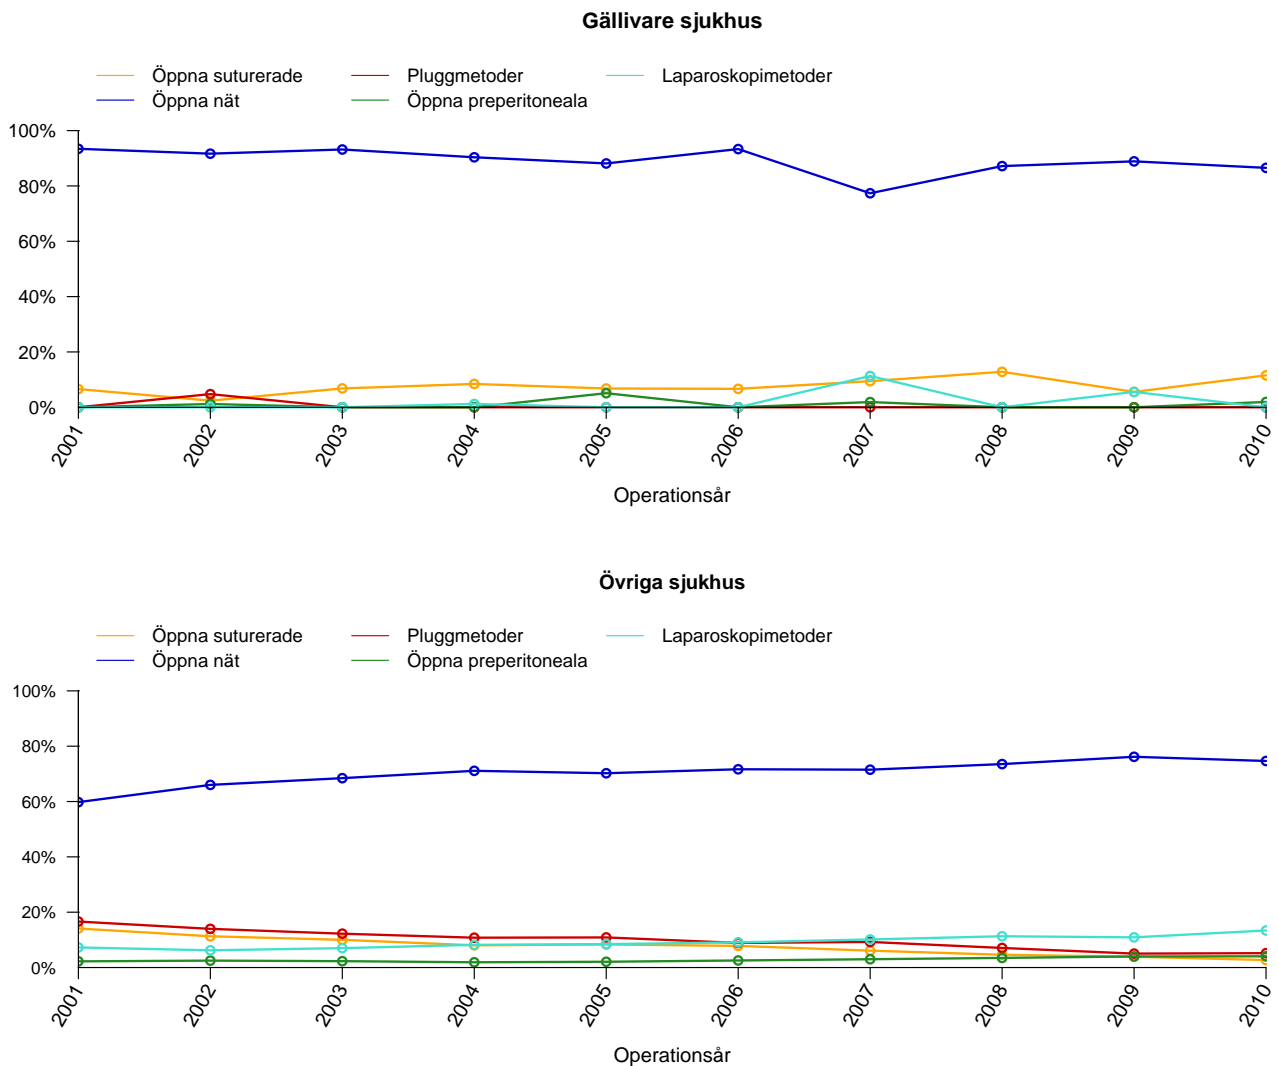 Gällivare sjukhus
Öppna suturerade Pluggmetoder Laparoskopimetoder
Öppna nät Öppna preperitoneala
100%
80%
60%
40%
20%
0%
2001 2002 2003 2004 2005 2006 2007 2008 2009 2010
Operationsår
Övriga sjukhus
Öppna suturerade Pluggmetoder Laparoskopimetoder
Öppna nät Öppna preperitoneala
100%
80%
60%
40%
20%
0%
2001 2002 2003 2004 2005 2006 2007 2008 2009 2010
Operationsår